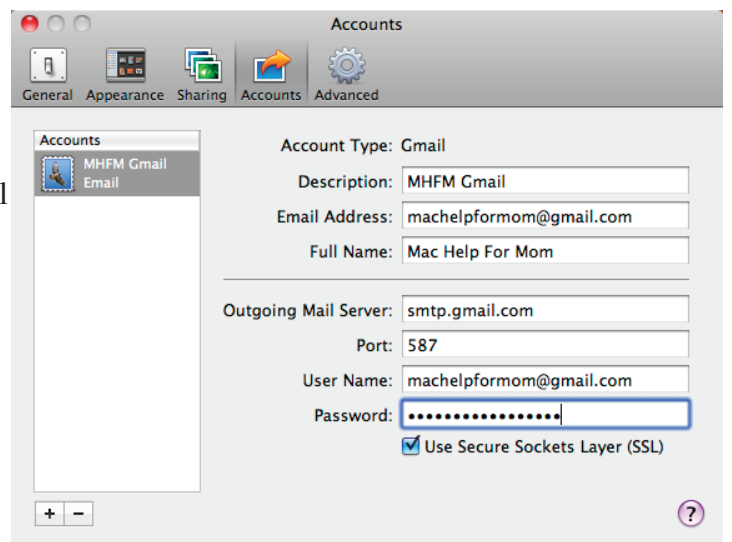 Accounts
General Appearance Sharing Accounts Advanced
Accounts
MHFM Gmail
Email
l
Account Type: Gmail
Description: MHFM Gmail
Email Address: machelpformom@gmail.com
Full Name: Mac Help For Mom
Outgoing Mail Server: smtp.gmail.com
Port: 587
User Name: machelpformom@gmail.com
Password: •••••••••••••••••
Use Secure Sockets Layer (SSL)
+ − ?